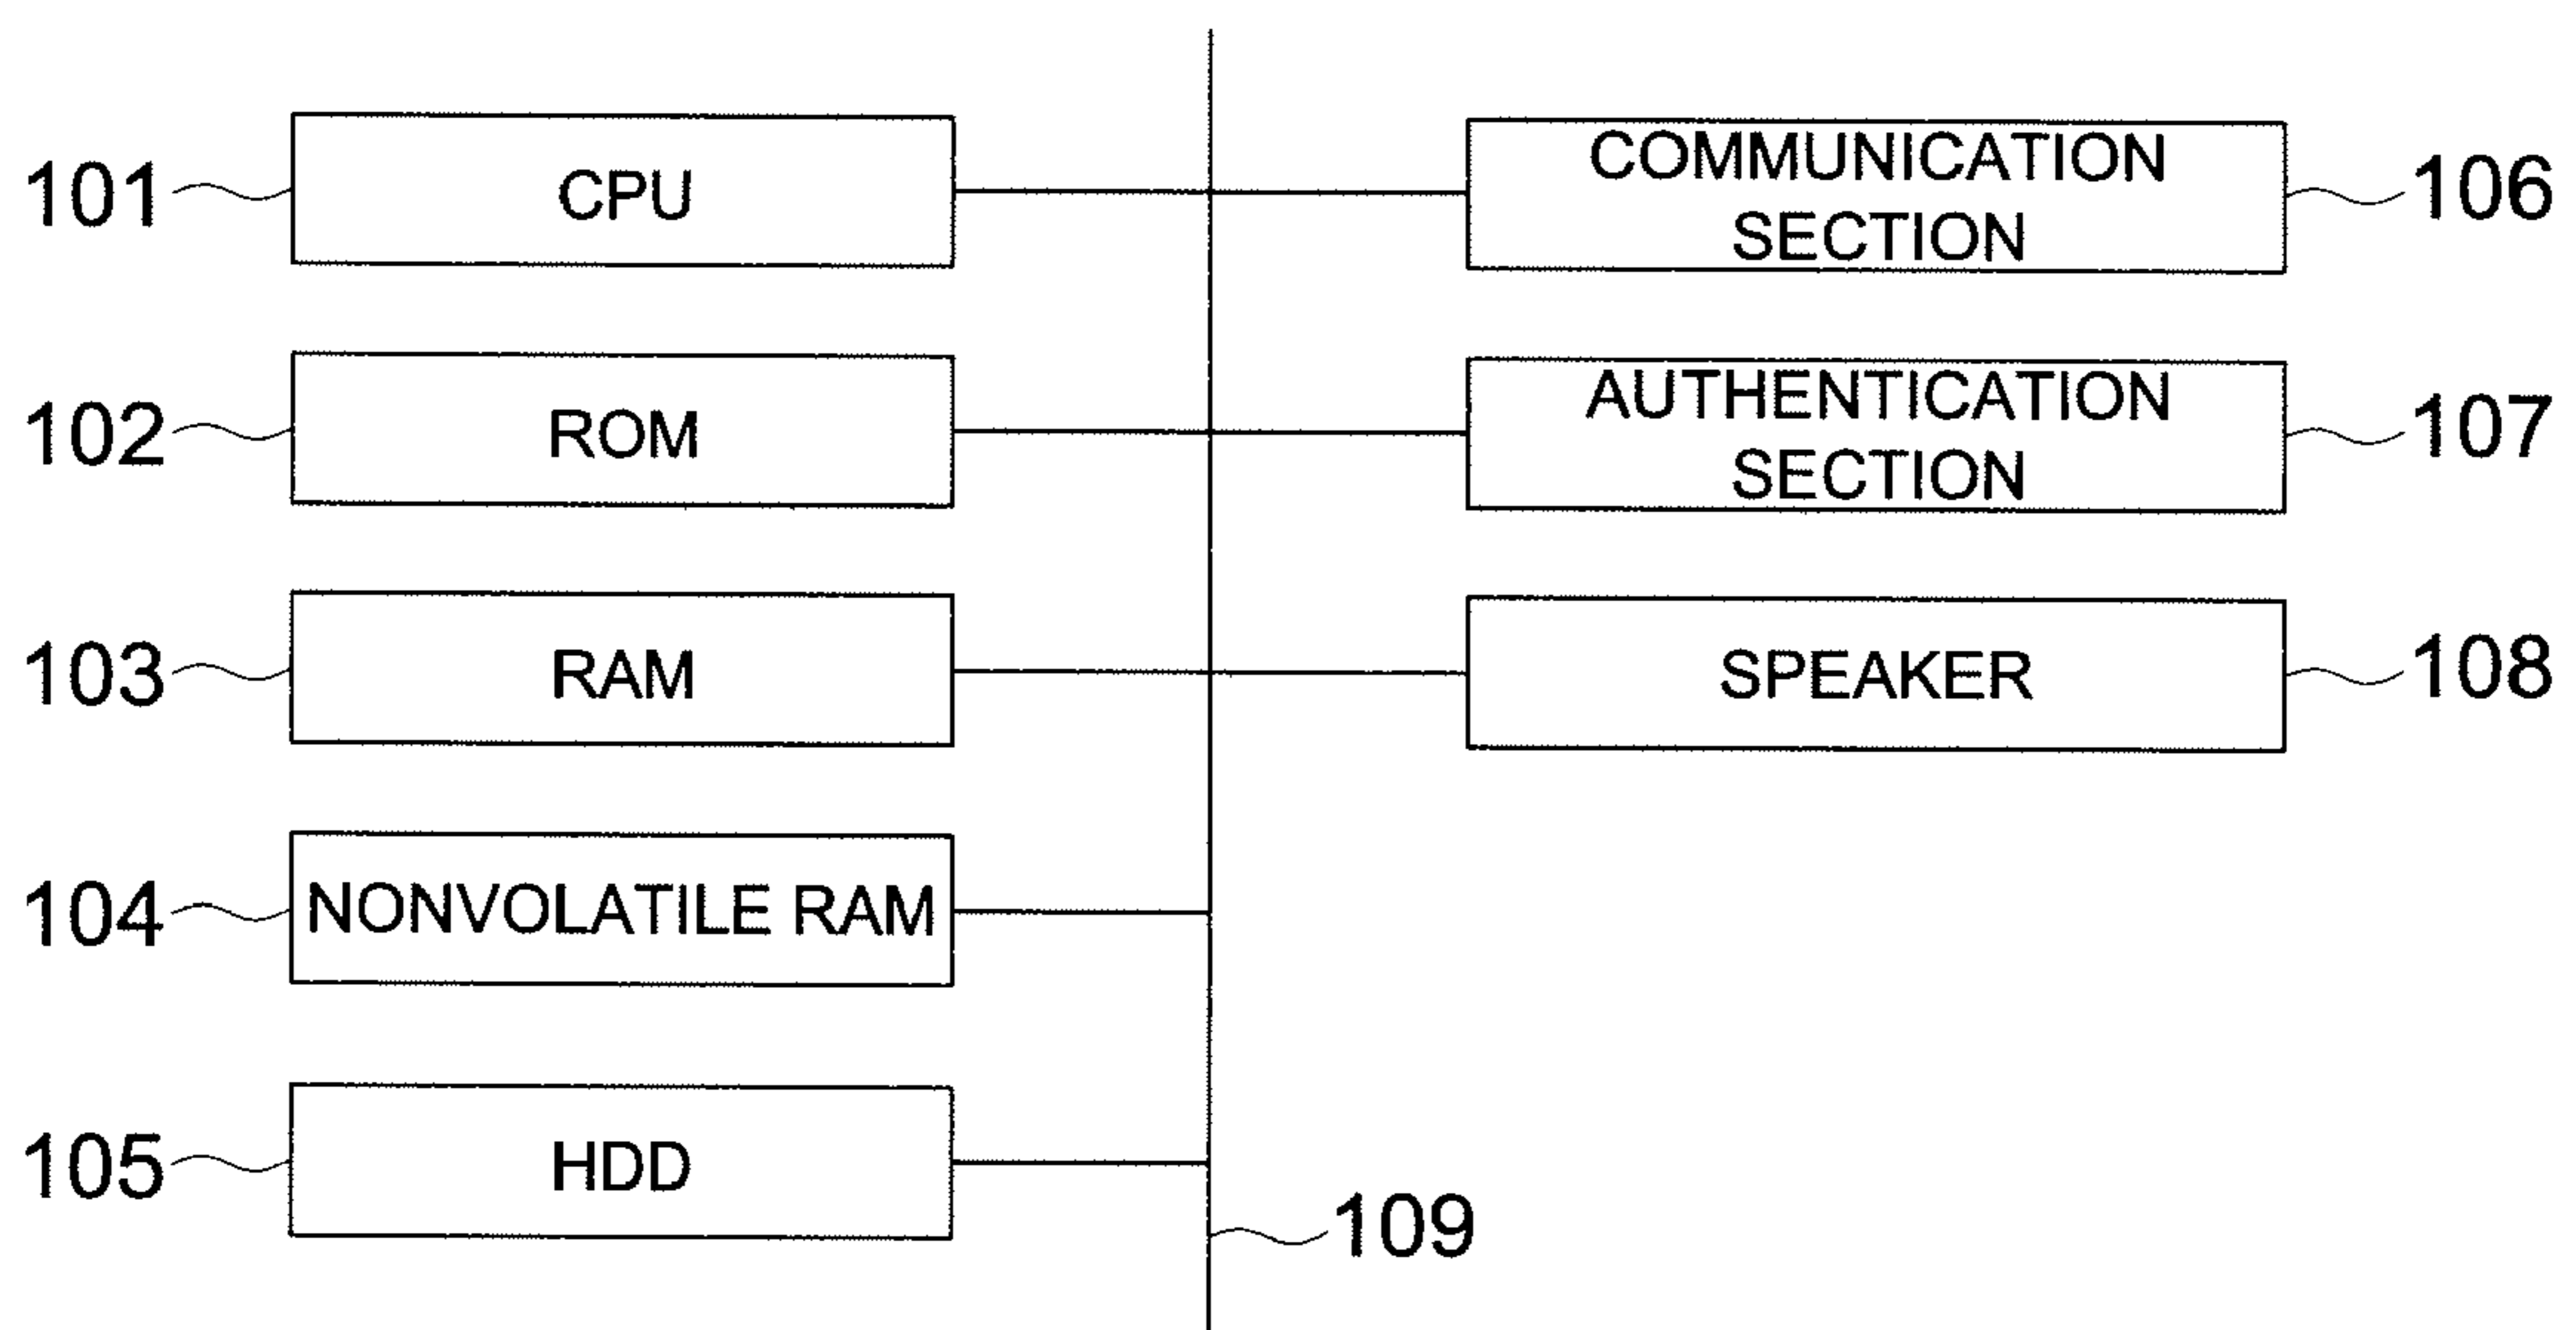 101 CPU
COMMUNICATION
SECTION 106
102 ROM
AUTHENTICATION
SECTION 107
103 RAM
SPEAKER 108
104 NONVOLATILE RAM
105 HDD
109